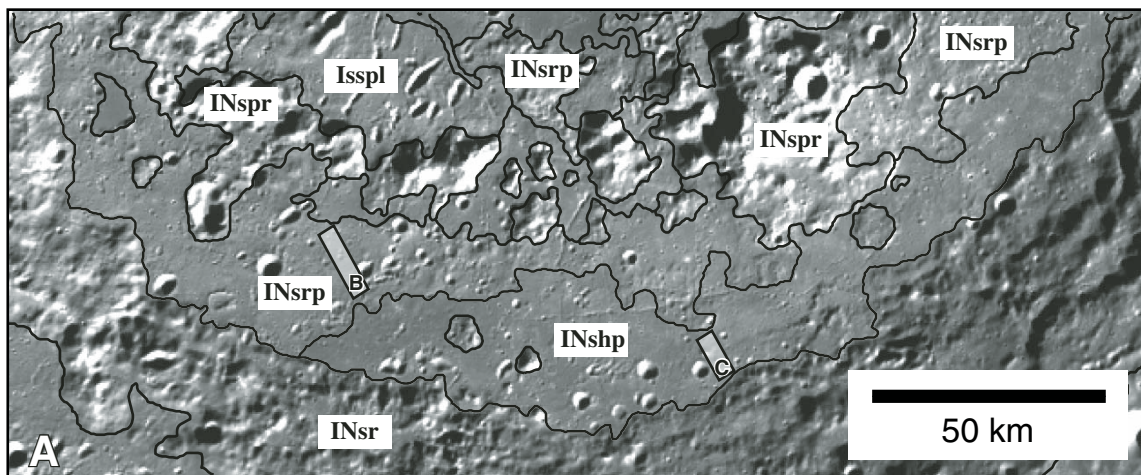 INsrp
INsrp
Isspl
INspr
INspr
B
INsrp
INshp
C
INsr
50 km
A